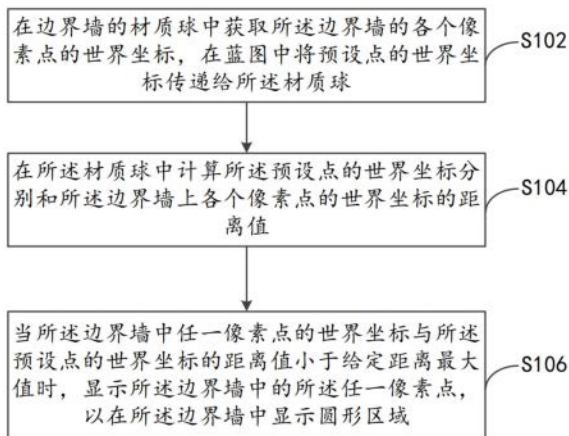 在边界墙的材质球中获取所述边界墙的各个像
素点的世界坐标，在蓝图中将预设点的世界坐
标传递给所述材质球
S102
在所述材质球中计算所述预设点的世界坐标分
别和所述边界墙上各个像素点的世界坐标的距
离值
S104
当所述边界墙中任一像素点的世界坐标与所述
预设点的世界坐标的距离值小于给定距离最大
值时，显示所述边界墙中的所述任一像素点，
以在所述边界墙中显示圆形区域
S106